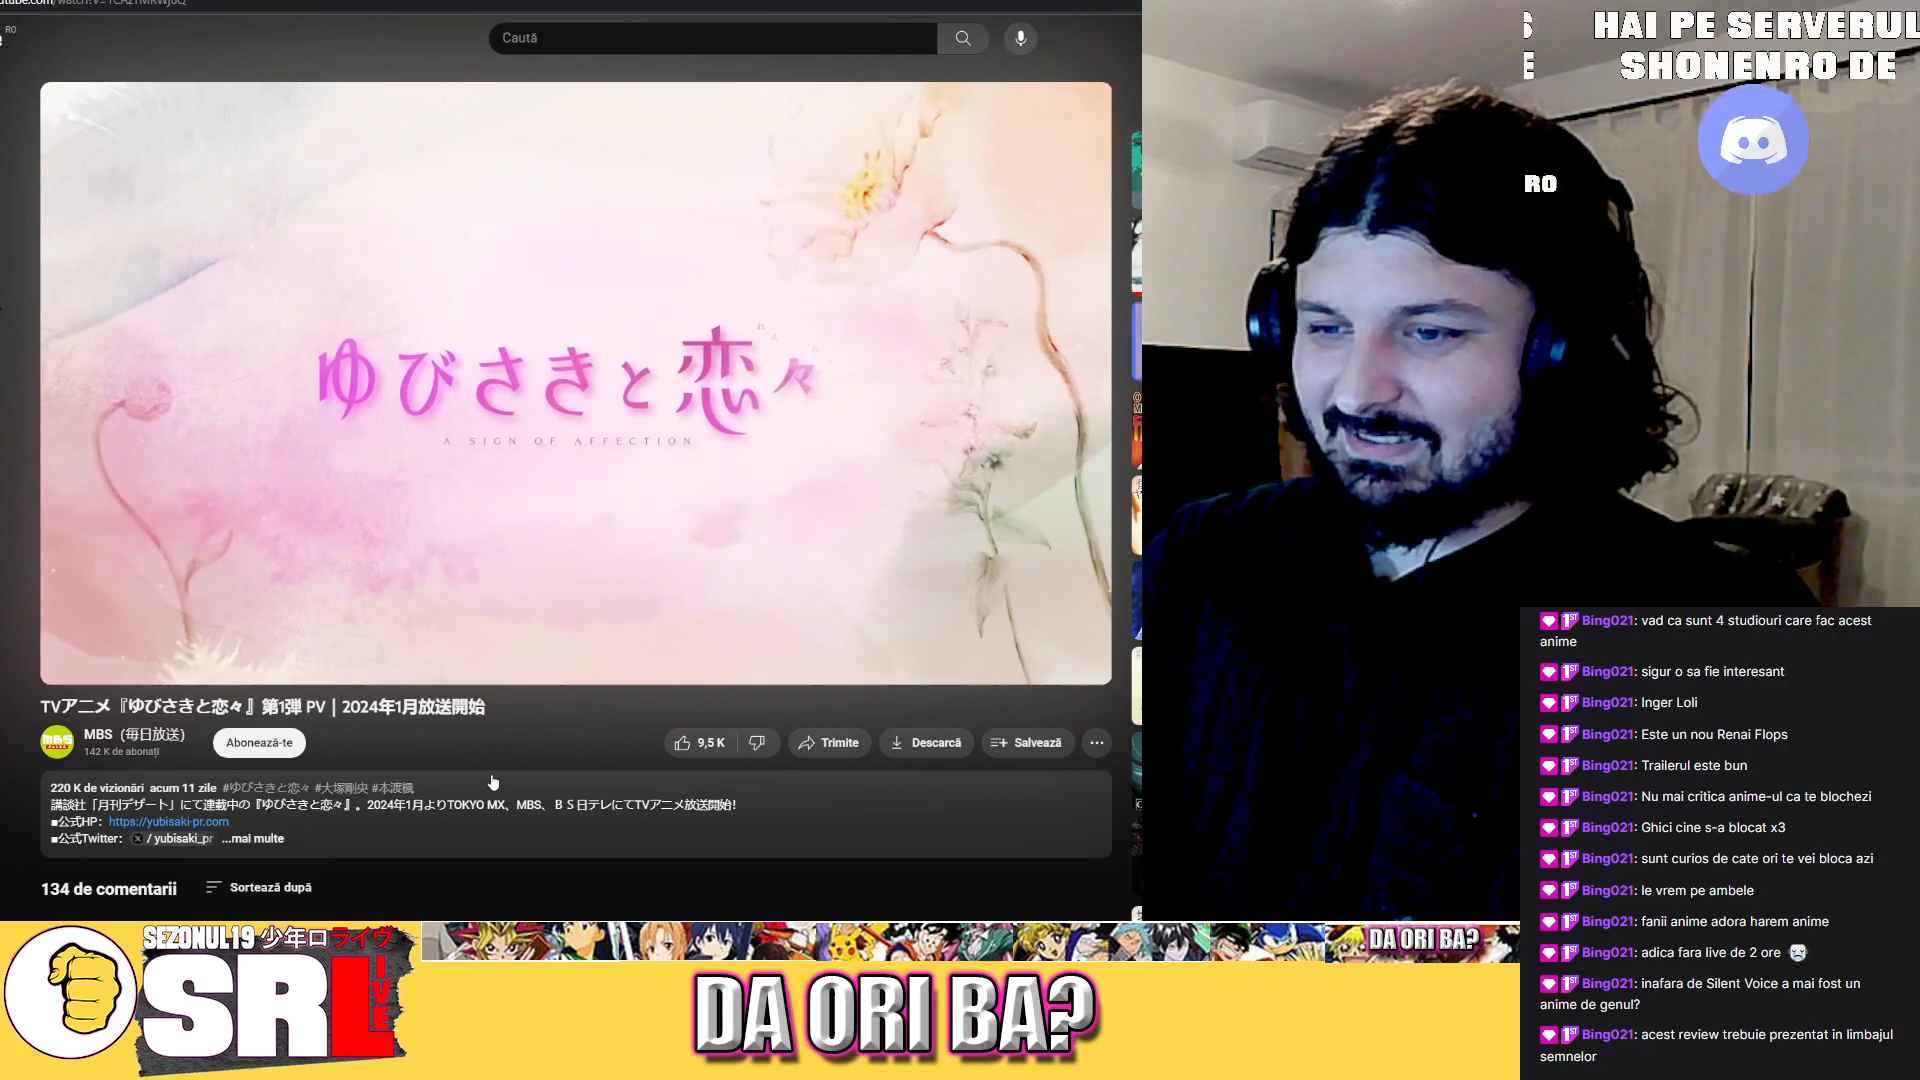 RO
Caută
HAI PE SERVERUL
SHONENRO DE
RO
ゆびさきと恋々
A SIGN OF AFFECTION
TVアニメ『ゆびさきと恋々』第1弾 PV｜2024年1月放送開始
MBS
MBS（毎日放送）
142 K de abonați
Abonează-te
9,5 K
Trimite
Descarcă
Salvează
220 K de vizionări acum 11 zile #ゆびさきと恋々 #大塚剛央 #本渡楓
講談社「月刊デザート」にて連載中の『ゆびさきと恋々』。2024年1月よりTOKYO MX、MBS、ＢＳ日テレにてTVアニメ放送開始!
■公式HP： https://yubisaki-pr.com
■公式Twitter： / yubisaki_pr ...mai multe
134 de comentarii
Sortează după
Bing021: vad ca sunt 4 studiouri care fac acest
anime
Bing021: sigur o sa fie interesant
Bing021: Inger Loli
Bing021: Este un nou Renai Flops
Bing021: Trailerul este bun
Bing021: Nu mai critica anime-ul ca te blochezi
Bing021: Ghici cine s-a blocat x3
Bing021: sunt curios de cate ori te vei bloca azi
Bing021: le vrem pe ambele
Bing021: fanii anime adora harem anime
Bing021: adica fara live de 2 ore
Bing021: inafara de Silent Voice a mai fost un
anime de genul?
Bing021: acest review trebuie prezentat in limbajul
semnelor
SEZONUL19 少年ロライヴ
SRL
LIVE
DA ORI BA?
DA ORI BA?